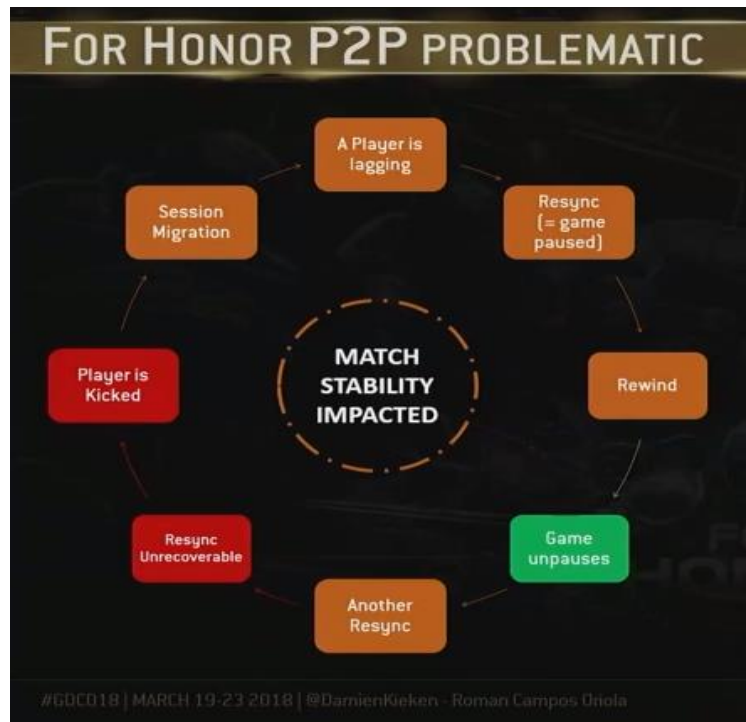 FOR HONOR P2P PROBLEMATIC
A Player is
lagging
Resync
(= game
paused)
Rewind
Game
unpauses
Another
Resync
Resync
Unrecoverable
Player is
Kicked
Session
Migration
MATCH
STABILITY
IMPACTED
#GDC18 | MARCH 19-23 2018 | @DamienKieken - Roman Campos Oriola